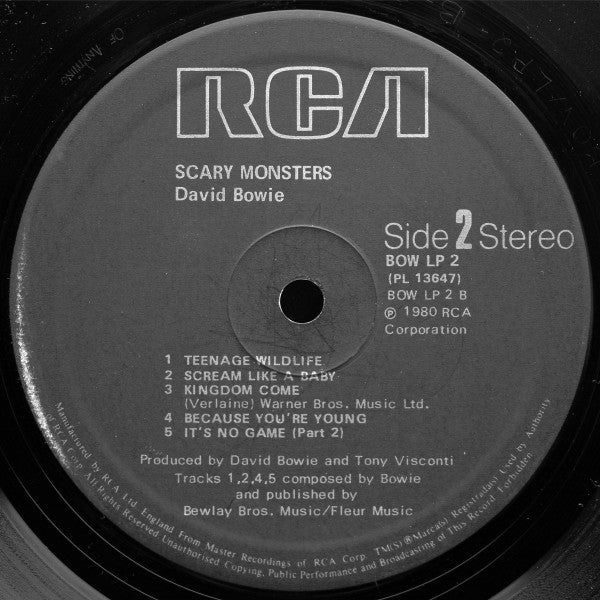 RCA
SCARY MONSTERS
David Bowie
Side 2 Stereo
BOW LP 2
(PL 13647)
BOW LP 2 B
℗ 1980 RCA
Corporation
1 TEENAGE WILDLIFE
2 SCREAM LIKE A BABY
3 KINGDOM COME
(Verlaine) Warner Bros. Music Ltd.
4 BECAUSE YOU'RE YOUNG
5 IT'S NO GAME (Part 2)
Produced by David Bowie and Tony Visconti
Tracks 1,2,4,5 composed by Bowie
and published by
Bewlay Bros. Music/Fleur Music
Manufactured by RCA Ltd. England From Master Recordings of RCA Corp. TM(S)®Marca(s) Registrada(s) Used by Authority
of RCA Corp. All Rights Reserved Unauthorised Copying, Public Performance and Broadcasting of This Record Forbidden